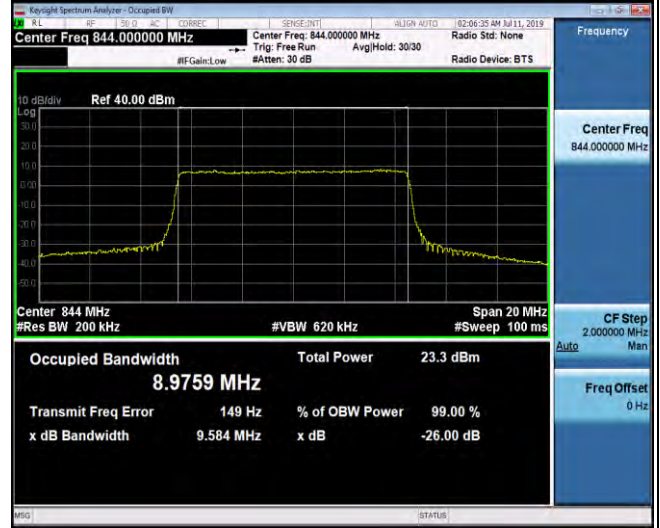 Keysight Spectrum Analyzer - Occupied BW
LXI RL RF 50 Ω AC CORREC SENSE:INT ALIGN AUTO 02:06:35 AM Jul 11, 2019
Center Freq 844.000000 MHz Center Freq: 844.000000 MHz Radio Std: None Frequency
Trig: Free Run Avg|Hold: 30/30
#IFGain:Low #Atten: 30 dB Radio Device: BTS
10 dB/div Ref 40.00 dBm
Log
30.0
20.0
10.0
0.00
-10.0
-20.0
-30.0
-40.0
-50.0
Center Freq
844.000000 MHz
Center 844 MHz Span 20 MHz
#Res BW 200 kHz #VBW 620 kHz #Sweep 100 ms
CF Step
2.000000 MHz
Auto Man
Occupied Bandwidth Total Power 23.3 dBm
8.9759 MHz
Transmit Freq Error 149 Hz % of OBW Power 99.00 %
x dB Bandwidth 9.584 MHz x dB -26.00 dB
Freq Offset
0 Hz
MSG STATUS